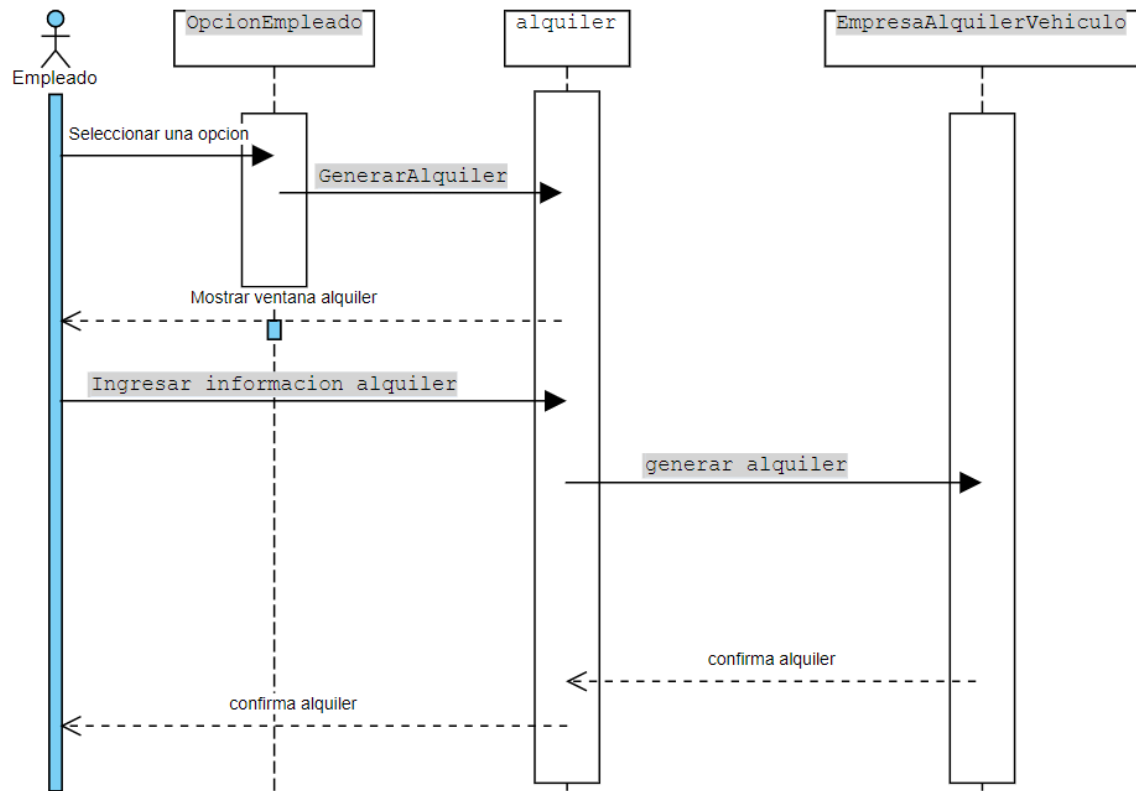 OpcionEmpleado
alquiler
EmpresaAlquilerVehiculo
Empleado
Seleccionar una opcion
GenerarAlquiler
Mostrar ventana alquiler
Ingresar informacion alquiler
generar alquiler
confirma alquiler
confirma alquiler